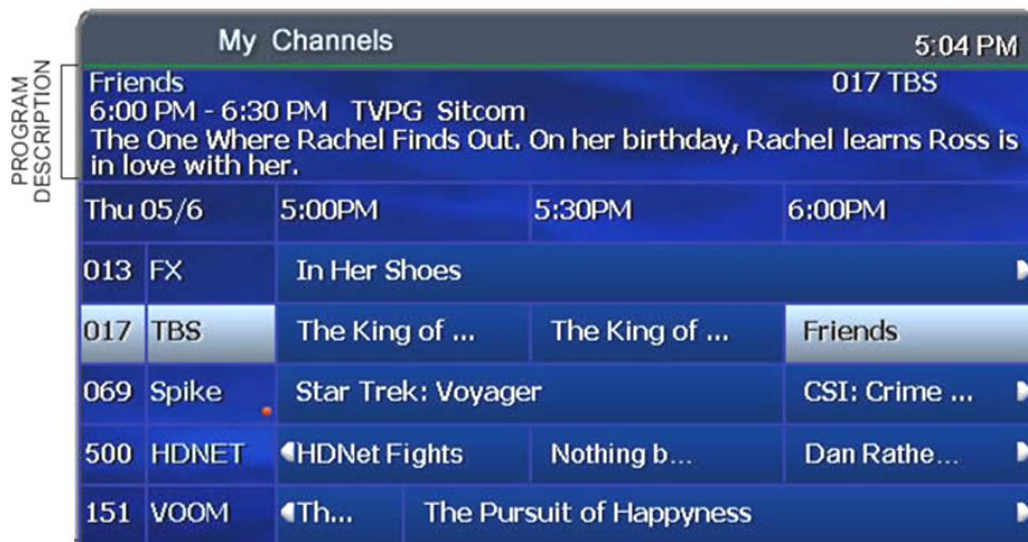 My Channels 5:04 PM
PROGRAM
DESCRIPTION
Friends 017 TBS
6:00 PM - 6:30 PM TVPG Sitcom
The One Where Rachel Finds Out. On her birthday, Rachel learns Ross is
in love with her.
Thu 05/6 5:00PM 5:30PM 6:00PM
013 FX In Her Shoes
017 TBS The King of ... The King of ... Friends
069 Spike Star Trek: Voyager CSI: Crime ...
500 HDNET HDNet Fights Nothing b... Dan Rathe...
151 VOOM Th... The Pursuit of Happyness